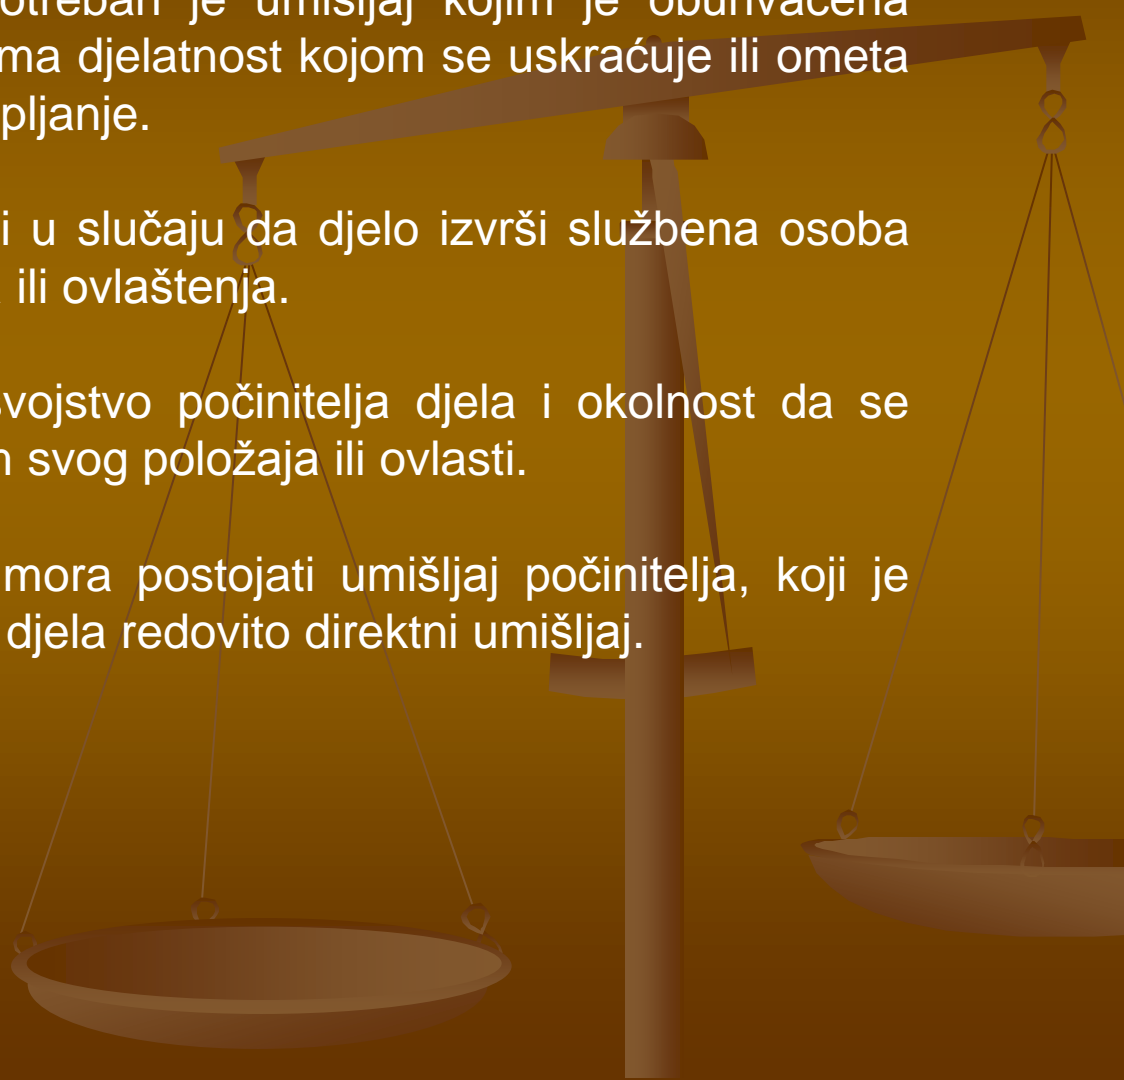 otreban je umišljaj kojim je obuhvaćena
ma djelatnost kojom se uskraćuje ili ometa
pljanje.
i u slučaju da djelo izvrši službena osoba
ili ovlaštenja.
svojstvo počinitelja djela i okolnost da se
svog položaja ili ovlasti.
mora postojati umišljaj počinitelja, koji je
djela redovito direktni umišljaj.